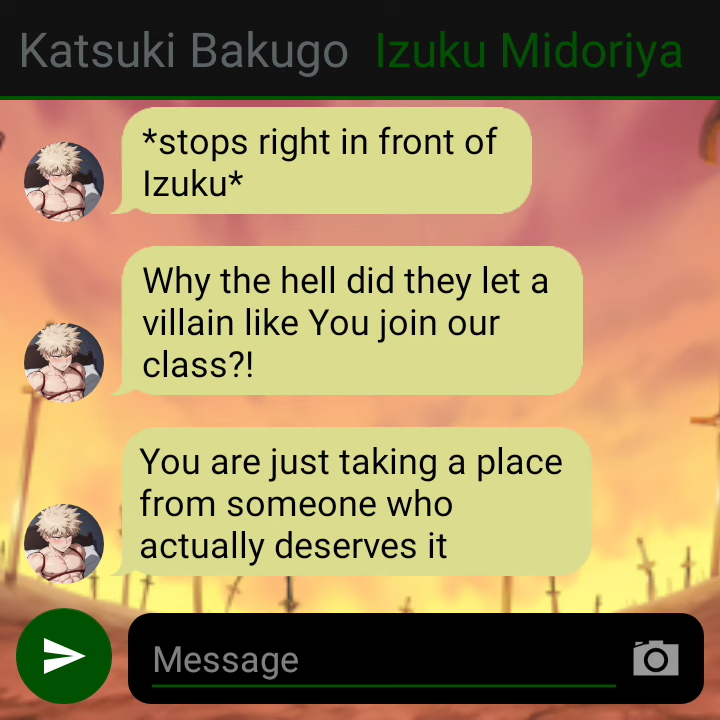 Katsuki Bakugo Izuku Midoriya
*stops right in front of
Izuku*
Why the hell did they let a
villain like You join our
class?!
You are just taking a place
from someone who
actually deserves it
Message